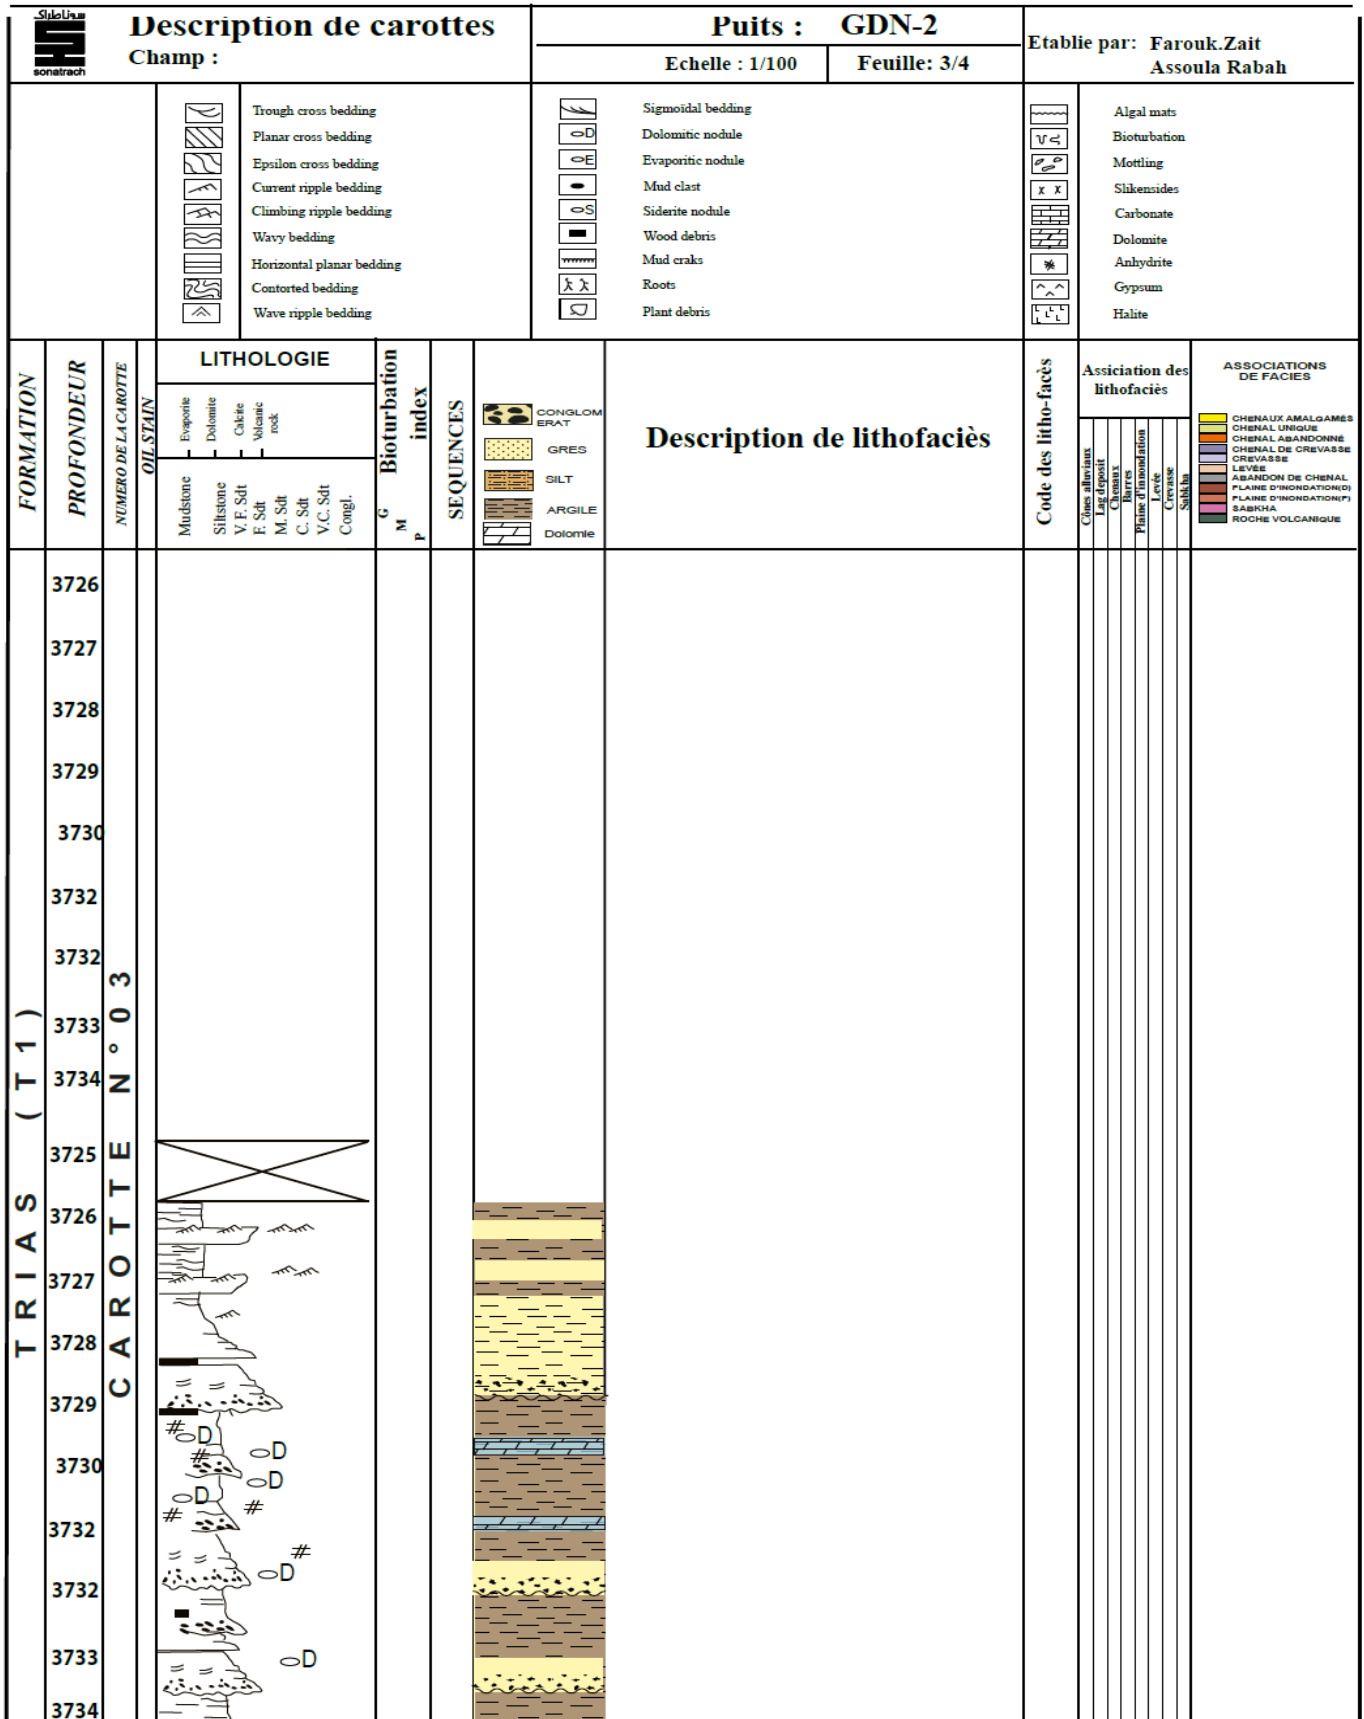 سوناطراك
sonatrach
Description de carottes
Champ :
Puits : GDN-2
Echelle : 1/100
Feuille: 3/4
Etablie par: Farouk.Zait
Assoula Rabah
Trough cross bedding
Planar cross bedding
Epsilon cross bedding
Current ripple bedding
Climbing ripple bedding
Wavy bedding
Horizontal planar bedding
Contorted bedding
Wave ripple bedding
Sigmoïdal bedding
D Dolomitic nodule
E Evaporitic nodule
Mud clast
S Siderite nodule
Wood debris
Mud craks
Roots
Plant debris
Algal mats
Bioturbation
Mottling
x x Slikensides
Carbonate
Dolomite
Anhydrite
Gypsum
Halite
FORMATION
PROFONDEUR
NUMERO DE LA CAROTTE
OIL STAIN
LITHOLOGIE
Evaporite
Dolomite
Calcite
Volcanic rock
Mudstone
Siltstone
V. F. Sdt
F. Sdt
M. Sdt
C. Sdt
V.C. Sdt
Congl.
Bioturbation index
G
M
P
SEQUENCES
CONGLOM
ERAT
GRES
SILT
ARGILE
Dolomie
Description de lithofaciès
Code des litho-facès
Assiciation des
lithofaciès
Cônes alluviaux
Lag deposit
Chenaux
Barres
Plaine d'innondation
Levée
Crevasse
Sabkha
ASSOCIATIONS
DE FACIES
CHENAUX AMALGAMÉS
CHENAL UNIQUE
CHENAL ABANDONNÉ
CHENAL DE CREVASSE
CREVASSE
LEVÉE
ABANDON DE CHENAL
PLAINE D'INONDATION(D)
PLAINE D'INONDATION(P)
SABKHA
ROCHE VOLCANIQUE
TRIAS (T1)
CAROTTE N°03
3726
3727
3728
3729
3730
3732
3732
3733
3734
3725
3726
3727
3728
3729
D
D
3730
D
D
3732
D
3732
3733
D
3734